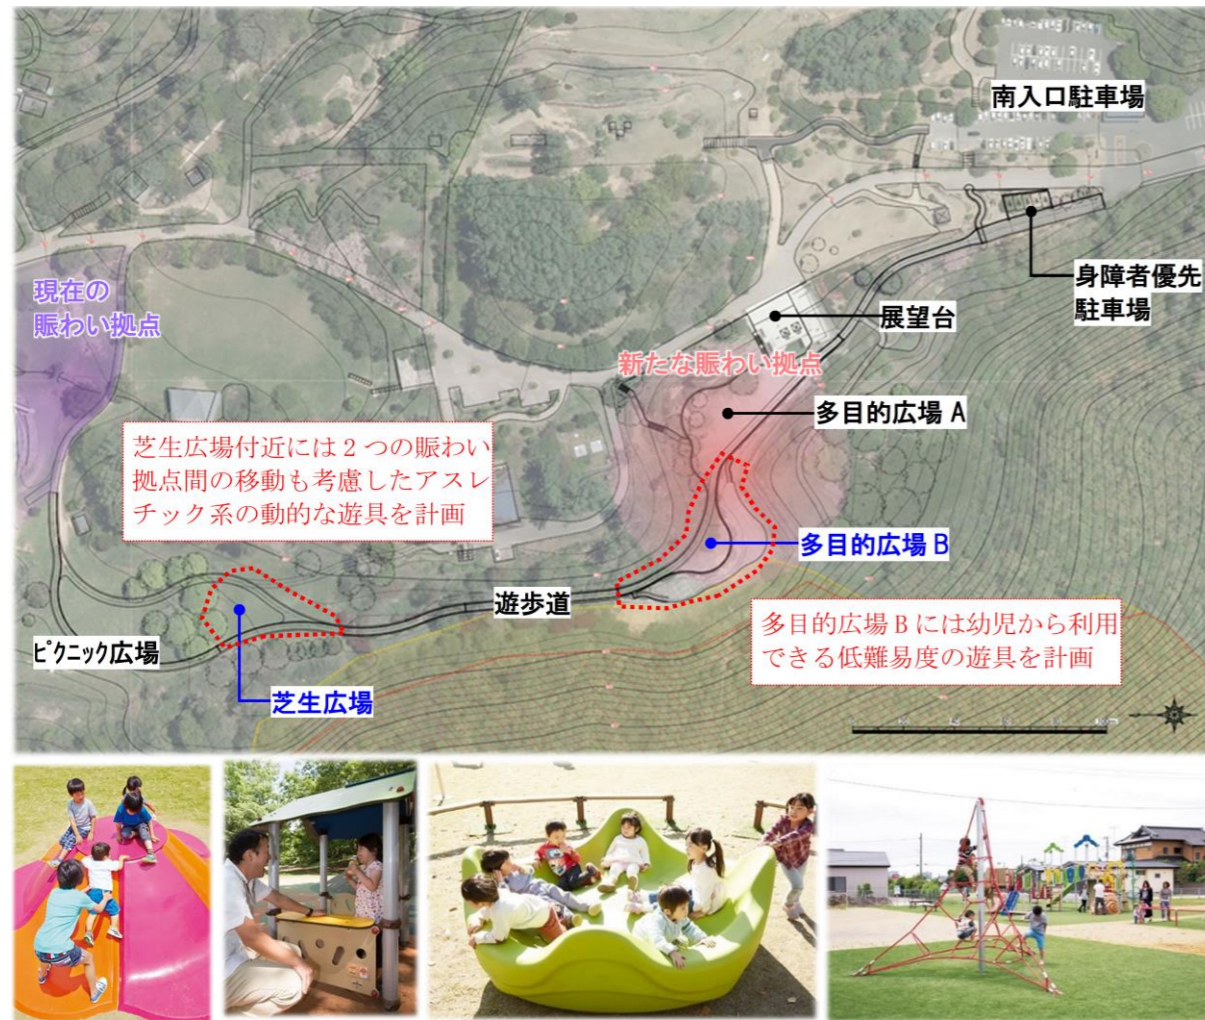 南入口駐車場
身障者優先
駐車場
現在の
賑わい拠点
展望台
新たな賑わい拠点
多目的広場 A
芝生広場付近には 2 つの賑わい
拠点間の移動も考慮したアスレ
チック系の動的な遊具を計画
多目的広場 B
遊歩道
多目的広場 B には幼児から利用
できる低難易度の遊具を計画
ﾋﾟｸﾆｯｸ広場
芝生広場